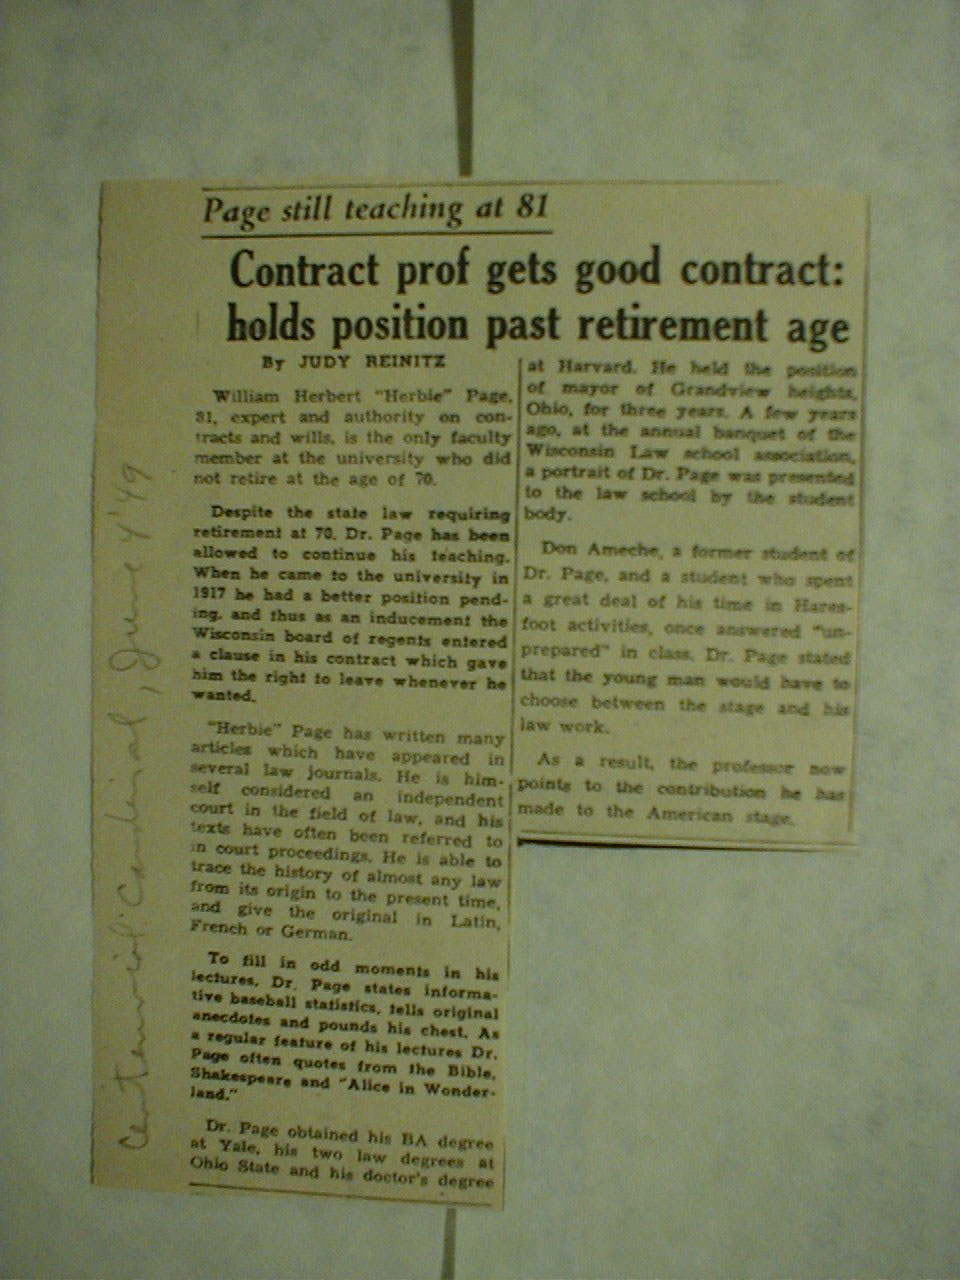 Page still teaching at 81
Contract prof gets good contract:
holds position past retirement age
By JUDY REINITZ
William Herbert "Herbie" Page,
81, expert and authority on con-
tracts and wills, is the only faculty
member at the university who did
not retire at the age of 70.
Despite the state law requiring
retirement at 70, Dr. Page has been
allowed to continue his teaching.
When he came to the university in
1917 he had a better position pend-
ing, and thus as an inducement the
Wisconsin board of regents entered
a clause in his contract which gave
him the right to leave whenever he
wanted.
"Herbie" Page has written many
articles which have appeared in
several law journals. He is him-
self considered an independent
court in the field of law, and his
texts have often been referred to
in court proceedings. He is able to
trace the history of almost any law
from its origin to the present time,
and give the original in Latin,
French or German.
To fill in odd moments in his
lectures, Dr. Page states informa-
tive baseball statistics, tells original
anecdotes and pounds his chest. As
a regular feature of his lectures Dr.
Page often quotes from the Bible,
Shakespeare and "Alice in Wonder-
land."
Dr. Page obtained his BA degree
at Yale, his two law degrees at
Ohio State and his doctor's degree
at Harvard. He held the position
of mayor of Grandview heights,
Ohio, for three years. A few years
ago, at the annual banquet of the
Wisconsin Law school association,
a portrait of Dr. Page was presented
to the law school by the student
body.
Don Ameche, a former student of
Dr. Page, and a student who spent
a great deal of his time in Hares-
foot activities, once answered "un-
prepared" in class. Dr. Page stated
that the young man would have to
choose between the stage and his
law work.
As a result, the professor now
points to the contribution he has
made to the American stage.
Centennial Cardinal, June 4 '49